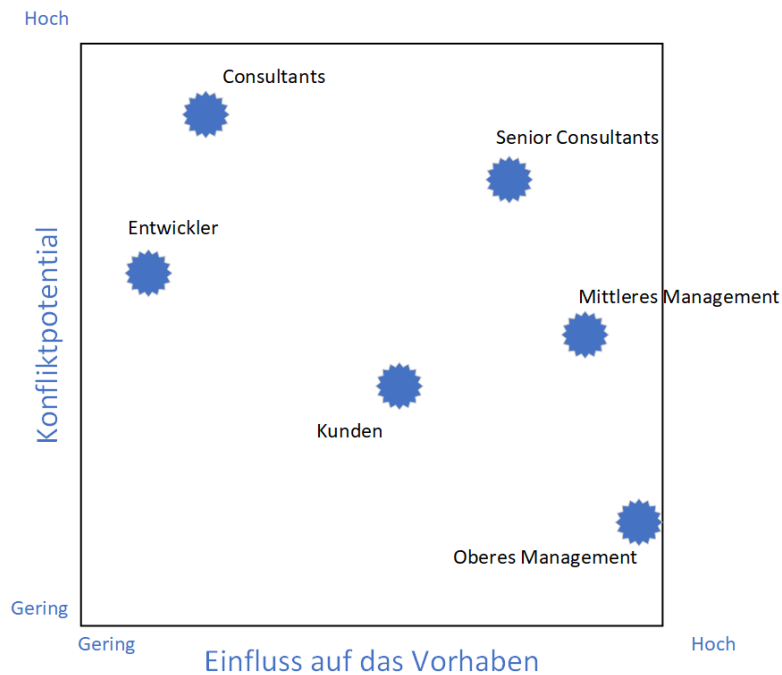 Hoch
Consultants
Senior Consultants
Entwickler
Konfliktpotential
Mittleres Management
Kunden
Oberes Management
Gering
Gering
Hoch
Einfluss auf das Vorhaben